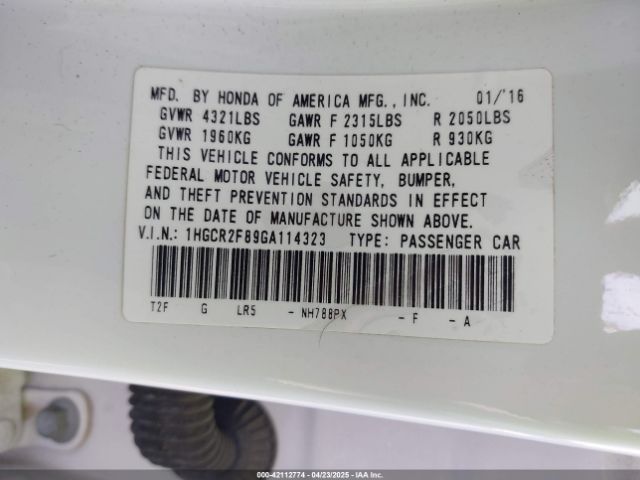 MFD. BY HONDA OF AMERICA MFG., INC. 01/'16
GVWR 4321LBS GAWR F 2315LBS R 2050LBS
GVWR 1960KG GAWR F 1050KG R 930KG
THIS VEHICLE CONFORMS TO ALL APPLICABLE
FEDERAL MOTOR VEHICLE SAFETY, BUMPER,
AND THEFT PREVENTION STANDARDS IN EFFECT
ON THE DATE OF MANUFACTURE SHOWN ABOVE.
V.I.N.: 1HGCR2F89GA114323 TYPE: PASSENGER CAR
T2F G LR5 - NH788PX - F - A
000-42112774 - 04/23/2025 - IAAI.COM